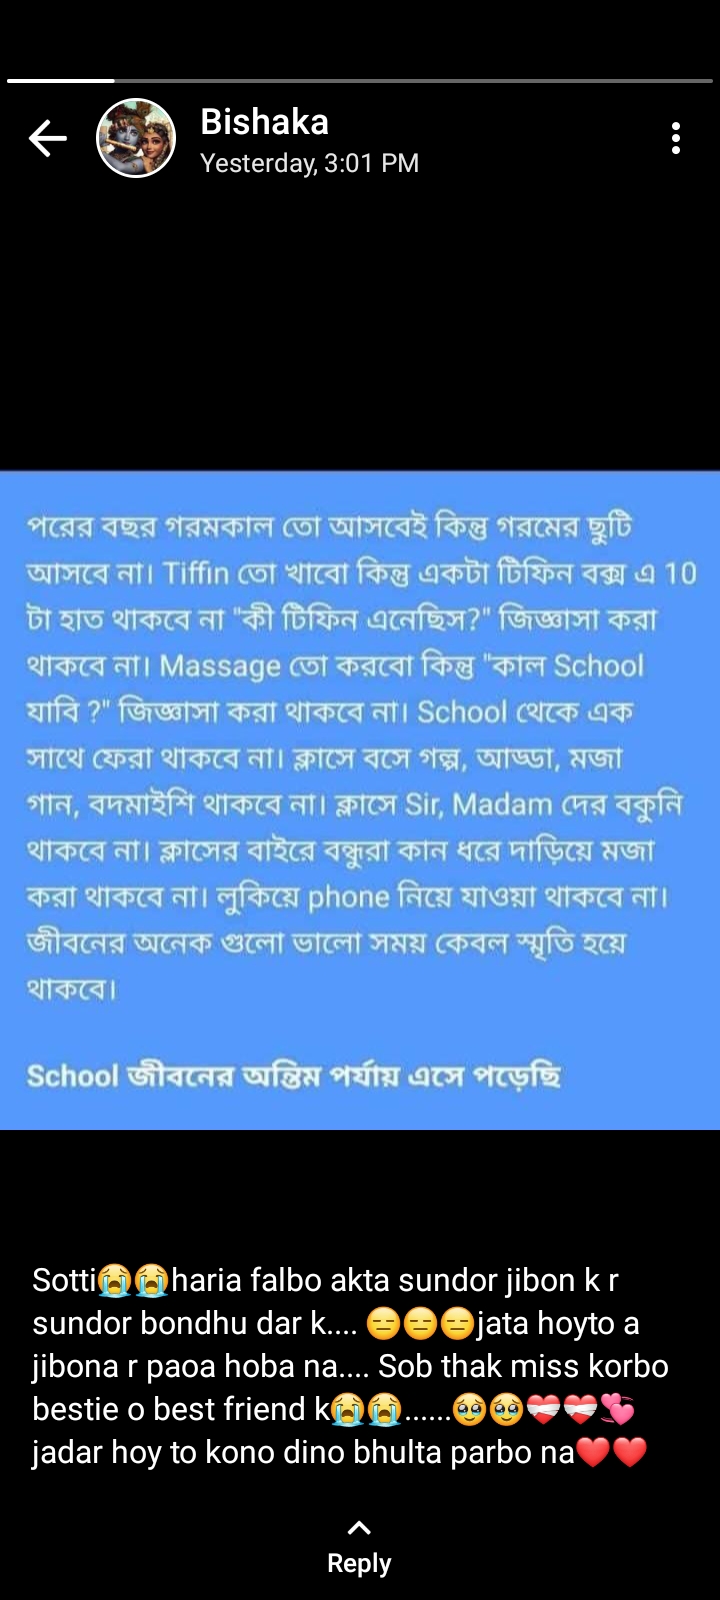 Bishaka
Yesterday, 3:01 PM
পরের বছর গরমকাল তো আসবেই কিন্তু গরমের ছুটি
আসবে না। Tiffin তো খাবো কিন্তু একটা টিফিন বক্স এ 10
টা হাত থাকবে না "কী টিফিন এনেছিস?" জিজ্ঞাসা করা
থাকবে না। Massage তো করবো কিন্তু "কাল School
যাবি ?" জিজ্ঞাসা করা থাকবে না। School থেকে এক
সাথে ফেরা থাকবে না। ক্লাসে বসে গল্প, আড্ডা, মজা
গান, বদমাইশি থাকবে না। ক্লাসে Sir, Madam দের বকুনি
থাকবে না। ক্লাসের বাইরে বন্ধুরা কান ধরে দাড়িয়ে মজা
করা থাকবে না। লুকিয়ে phone নিয়ে যাওয়া থাকবে না।
জীবনের অনেক গুলো ভালো সময় কেবল স্মৃতি হয়ে
থাকবে।
School জীবনের অন্তিম পর্যায় এসে পড়েছি
Sotti😭😭haria falbo akta sundor jibon k r
sundor bondhu dar k.... 😑😑😑jata hoyto a
jibona r paoa hoba na.... Sob thak miss korbo
bestie o best friend k😭😭......🥹🥹❤️‍🩹❤️‍🩹💞
jadar hoy to kono dino bhulta parbo na❤️❤️
Reply